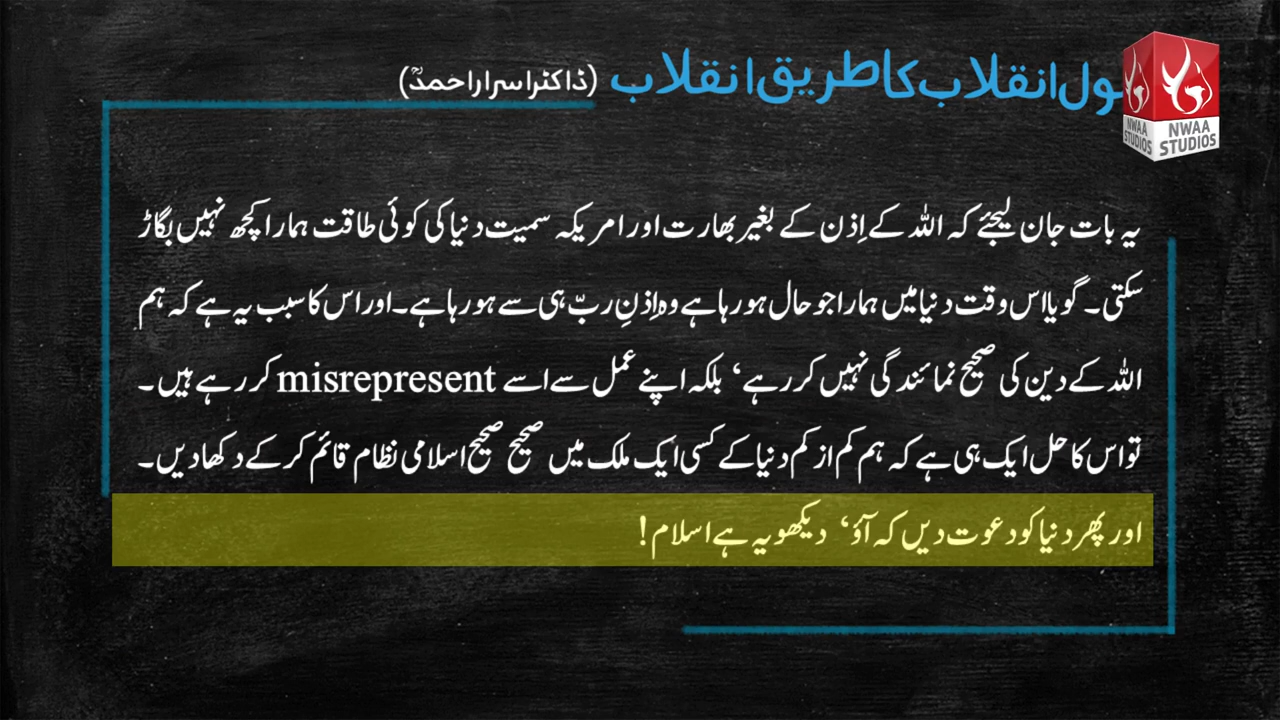 انقلاب کا طریق انقلاب (ڈاکٹر اسرار احمدؒ)
NWAA STUDIOS
NWAA STUDIOS
یہ بات جان لیجئے کہ اللہ کے اِذن کے بغیر بھارت اور امریکہ سمیت دنیا کی کوئی طاقت ہمارا کچھ نہیں بگاڑ
سکتی۔ گویا اس وقت دنیا میں ہمارا جو حال ہو رہا ہے وہ اِذنِ ربّ ہی سے ہو رہا ہے۔ اور اس کا سبب یہ ہے کہ ہم
اللہ کے دین کی صحیح نمائندگی نہیں کر رہے، بلکہ اپنے عمل سے اسے misrepresent کر رہے ہیں۔
تو اس کا حل ایک ہی ہے کہ ہم کم از کم دنیا کے کسی ایک ملک میں صحیح صحیح اسلامی نظام قائم کر کے دکھا دیں۔
اور پھر دنیا کو دعوت دیں کہ آؤ، دیکھو یہ ہے اسلام!